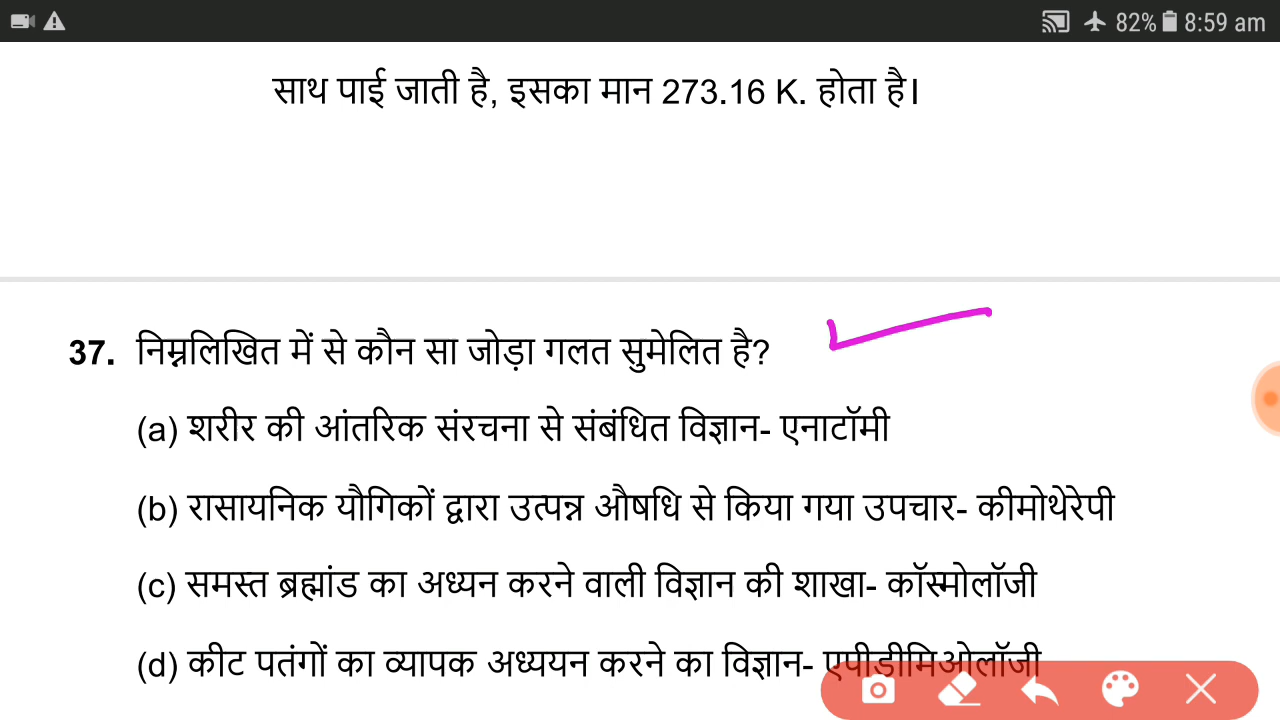 82% 8:59 am
साथ पाई जाती है, इसका मान 273.16 K. होता है।
37. निम्नलिखित में से कौन सा जोड़ा गलत सुमेलित है?
(a) शरीर की आंतरिक संरचना से संबंधित विज्ञान- एनाटॉमी
(b) रासायनिक यौगिकों द्वारा उत्पन्न औषधि से किया गया उपचार- कीमोथेरेपी
(c) समस्त ब्रह्मांड का अध्यन करने वाली विज्ञान की शाखा- कॉस्मोलॉजी
(d) कीट पतंगों का व्यापक अध्ययन करने का विज्ञान- एपीडीमिओलॉजी